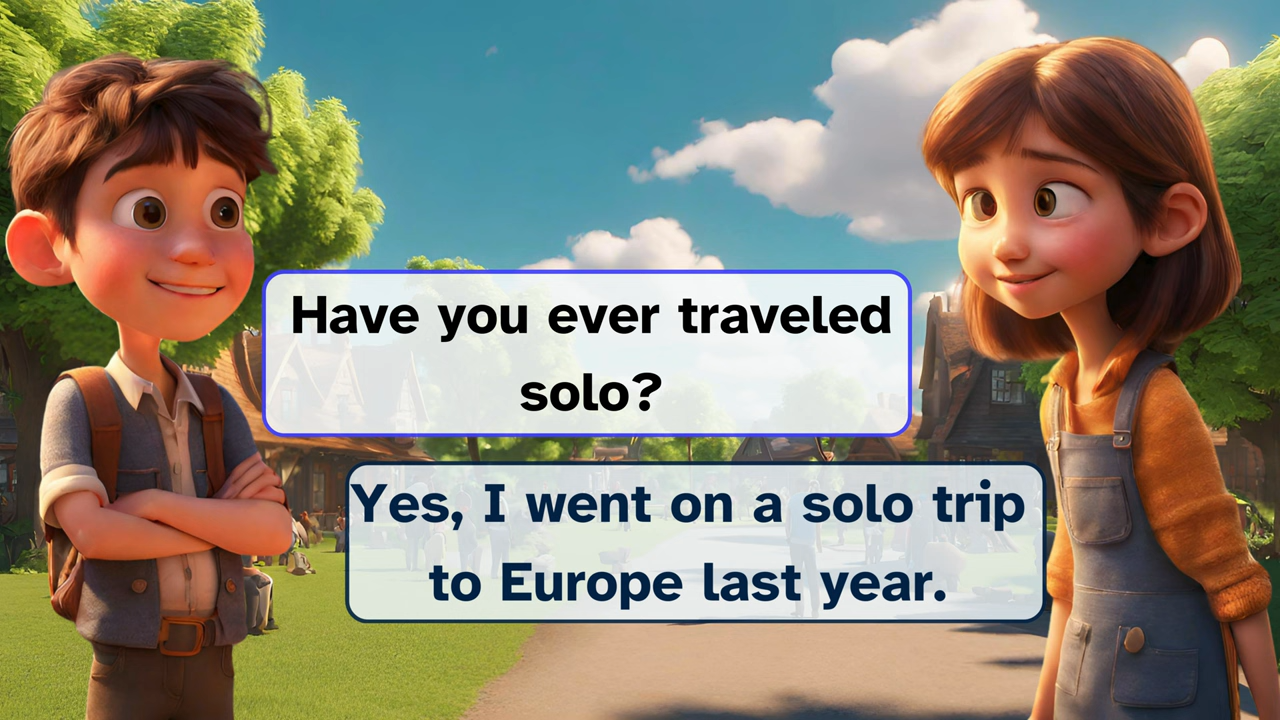 Have you ever traveled
solo?
Yes, I went on a solo trip
to Europe last year.